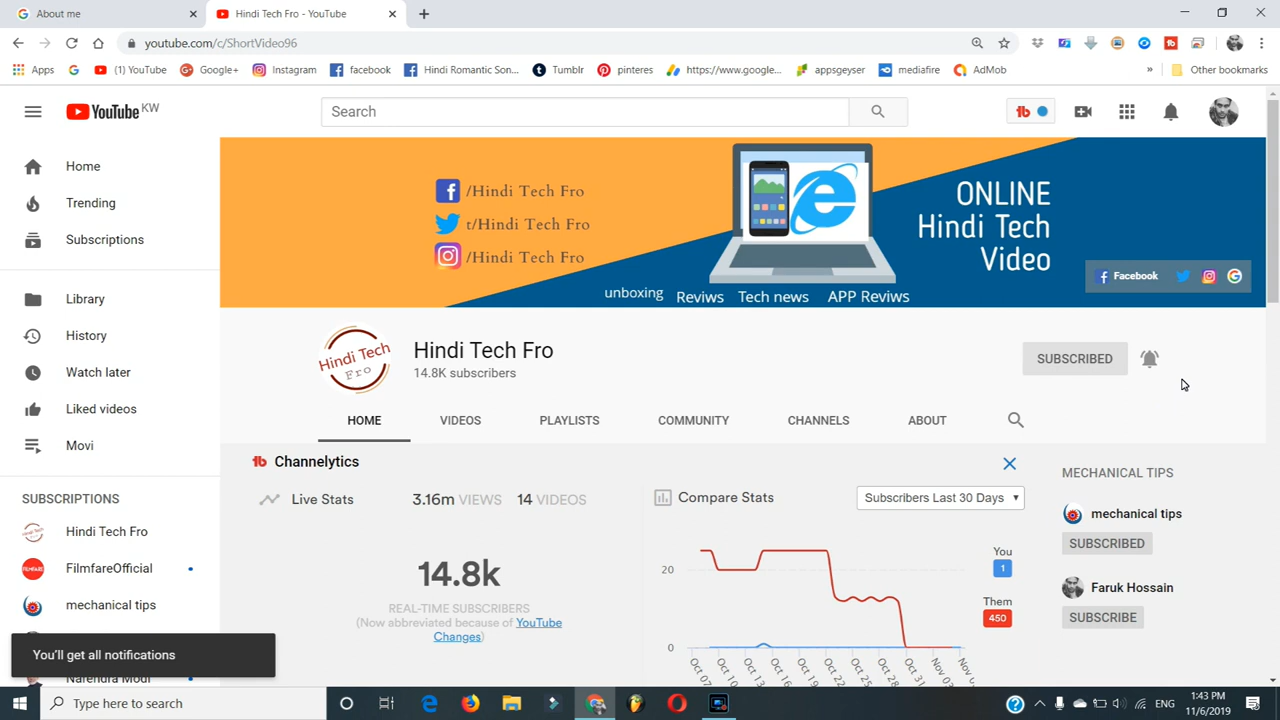 About me
Hindi Tech Fro - YouTube
youtube.com/c/ShortVideo96
Apps
(1) YouTube
Google+
Instagram
facebook
Hindi Romantic Son...
Tumblr
pinteres
https://www.google...
appsgeyser
mediafire
AdMob
»
Other bookmarks
YouTube KW
Search
tb
Home
Trending
Subscriptions
Library
History
Watch later
Liked videos
Movi
SUBSCRIPTIONS
Hindi Tech Fro
FilmfareOfficial
mechanical tips
Narendra Modi
You'll get all notifications
/Hindi Tech Fro
t/Hindi Tech Fro
/Hindi Tech Fro
unboxing Reviws Tech news APP Reviws
ONLINE
Hindi Tech
Video
Facebook
Hindi Tech
Fro
Hindi Tech Fro
14.8K subscribers
SUBSCRIBED
HOME VIDEOS PLAYLISTS COMMUNITY CHANNELS ABOUT
tb Channelytics
Live Stats 3.16m VIEWS 14 VIDEOS
14.8k
REAL-TIME SUBSCRIBERS
(Now abbreviated because of YouTube
Changes)
Compare Stats Subscribers Last 30 Days
20
0
You
1
Them
450
Oct 07
Oct 10
Oct 13
Oct 16
Oct 19
Oct 22
Oct 25
Oct 28
Oct 31
Nov 03
Nov
MECHANICAL TIPS
mechanical tips
SUBSCRIBED
Faruk Hossain
SUBSCRIBE
Type here to search
ENG
1:43 PM
11/6/2019